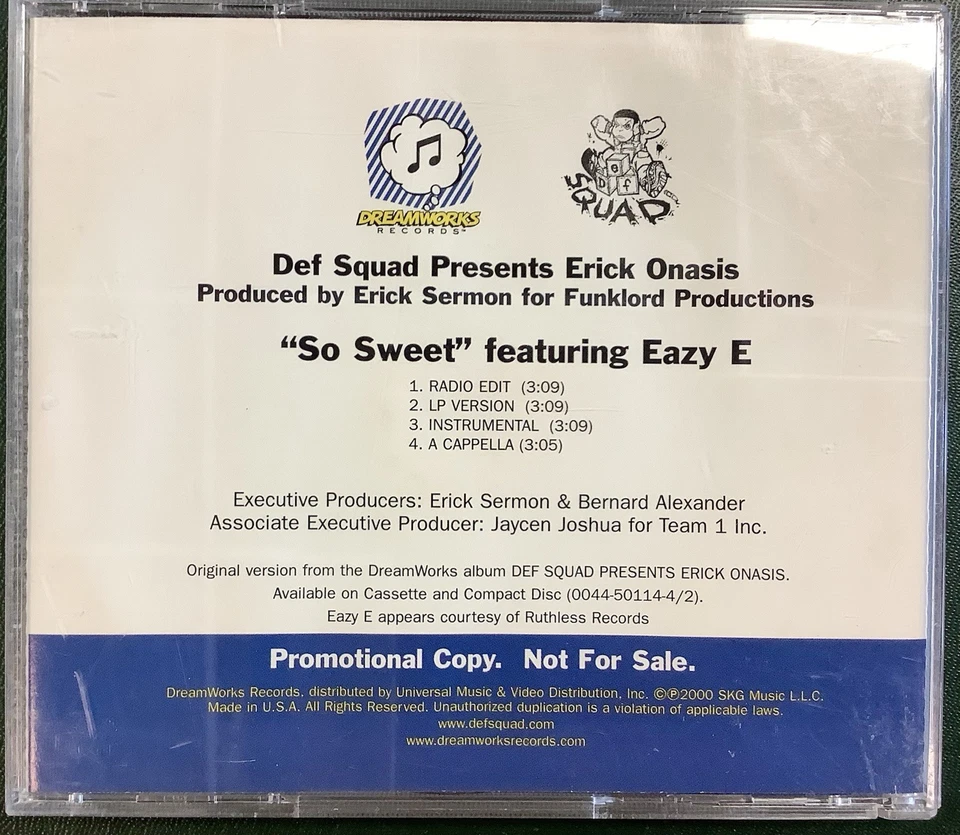 DREAMWORKS
RECORDS™
D e f
SQUAD
Def Squad Presents Erick Onasis
Produced by Erick Sermon for Funklord Productions
“So Sweet” featuring Eazy E
1. RADIO EDIT (3:09)
2. LP VERSION (3:09)
3. INSTRUMENTAL (3:09)
4. A CAPPELLA (3:05)
Executive Producers: Erick Sermon & Bernard Alexander
Associate Executive Producer: Jaycen Joshua for Team 1 Inc.
Original version from the DreamWorks album DEF SQUAD PRESENTS ERICK ONASIS.
Available on Cassette and Compact Disc (0044-50114-4/2).
Eazy E appears courtesy of Ruthless Records
Promotional Copy. Not For Sale.
DreamWorks Records, distributed by Universal Music & Video Distribution, Inc. ©℗2000 SKG Music L.L.C.
Made in U.S.A. All Rights Reserved. Unauthorized duplication is a violation of applicable laws.
www.defsquad.com
www.dreamworksrecords.com